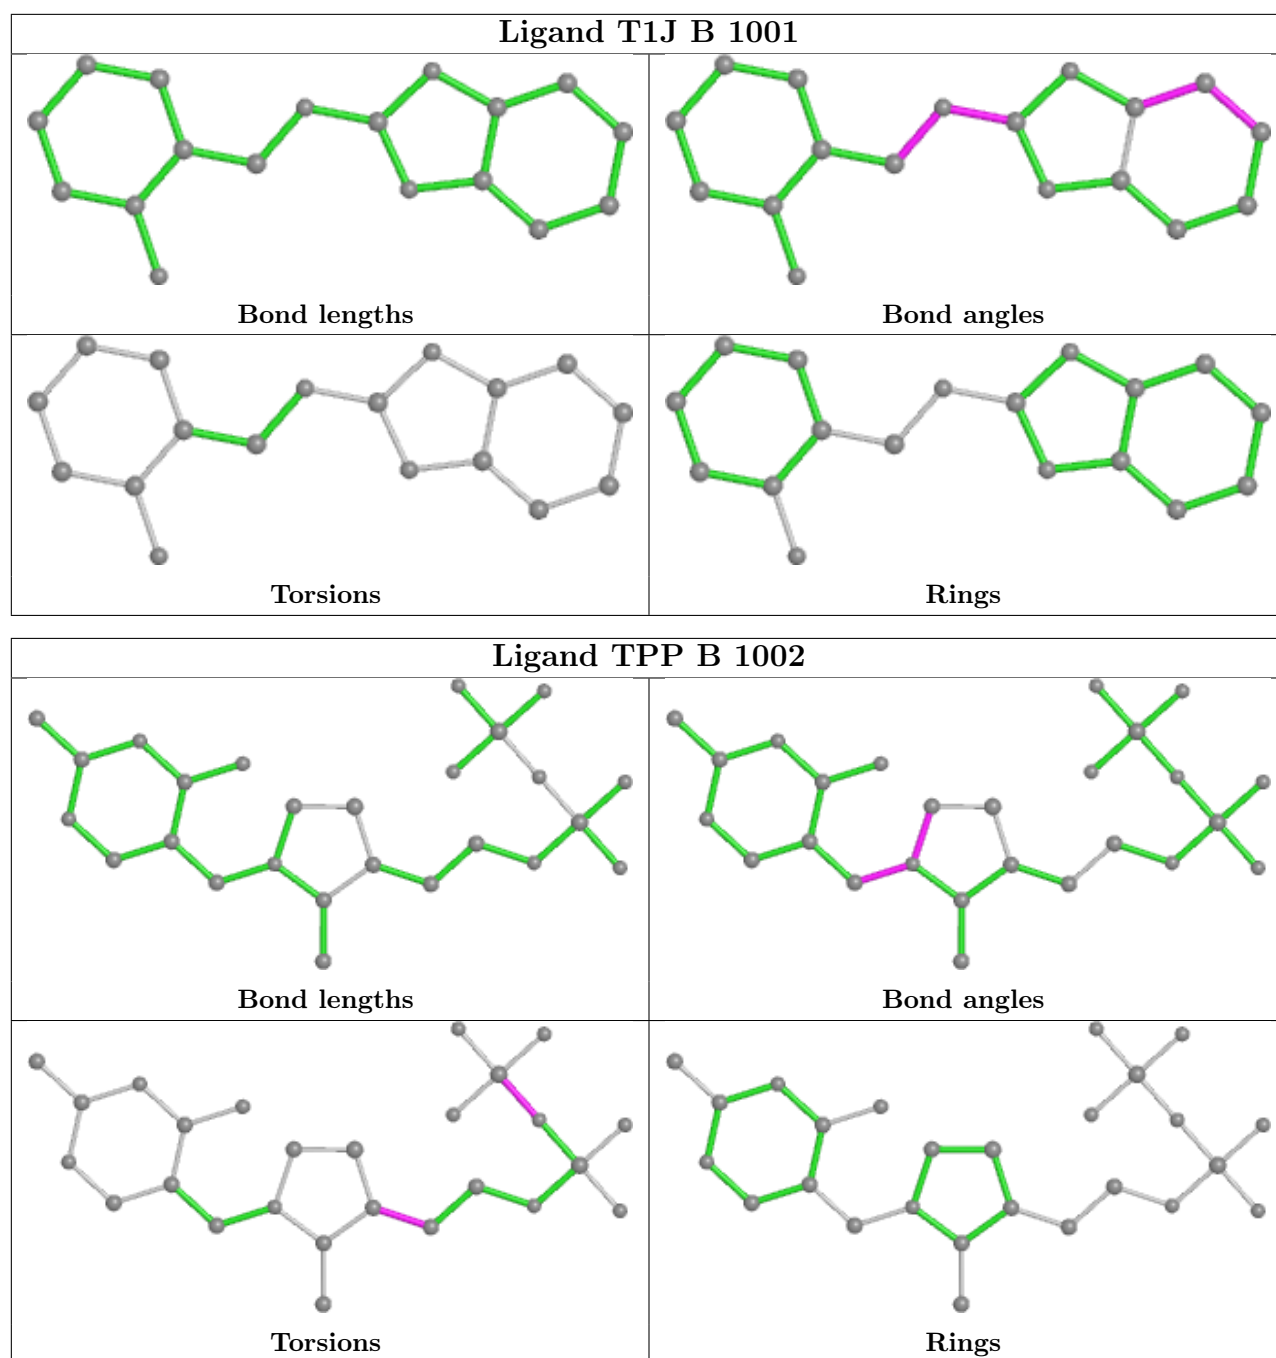 Ligand T1J B 1001
Bond lengths
Bond angles
Torsions
Rings
Ligand TPP B 1002
Bond lengths
Bond angles
Torsions
Rings